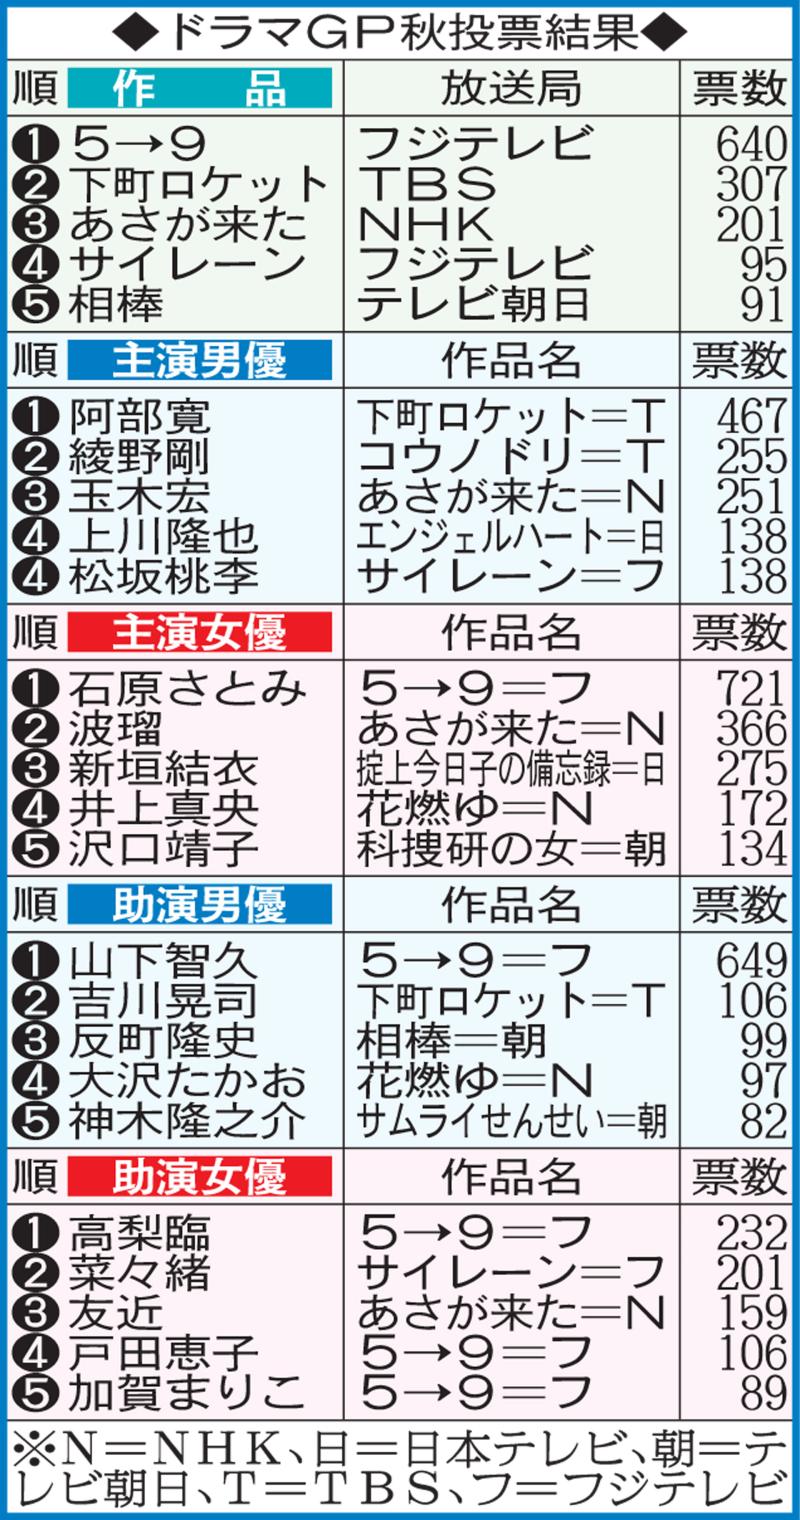 ◆ドラマGP秋投票結果◆
順 作品 放送局 票数
❶ 5→9 フジテレビ 640
❷ 下町ロケット TBS 307
❸ あさが来た NHK 201
❹ サイレーン フジテレビ 95
❺ 相棒 テレビ朝日 91
順 主演男優 作品名 票数
❶ 阿部寛 下町ロケット=T 467
❷ 綾野剛 コウノドリ=T 255
❸ 玉木宏 あさが来た=N 251
❹ 上川隆也 エンジェルハート=日 138
❹ 松坂桃李 サイレーン=フ 138
順 主演女優 作品名 票数
❶ 石原さとみ 5→9=フ 721
❷ 波瑠 あさが来た=N 366
❸ 新垣結衣 掟上今日子の備忘録=日 275
❹ 井上真央 花燃ゆ=N 172
❺ 沢口靖子 科捜研の女=朝 134
順 助演男優 作品名 票数
❶ 山下智久 5→9=フ 649
❷ 吉川晃司 下町ロケット=T 106
❸ 反町隆史 相棒=朝 99
❹ 大沢たかお 花燃ゆ=N 97
❺ 神木隆之介 サムライせんせい=朝 82
順 助演女優 作品名 票数
❶ 高梨臨 5→9=フ 232
❷ 菜々緒 サイレーン=フ 201
❸ 友近 あさが来た=N 159
❹ 戸田恵子 5→9=フ 106
❺ 加賀まりこ 5→9=フ 89
※N=NHK、日=日本テレビ、朝=テ
レビ朝日、T=TBS、フ=フジテレビ